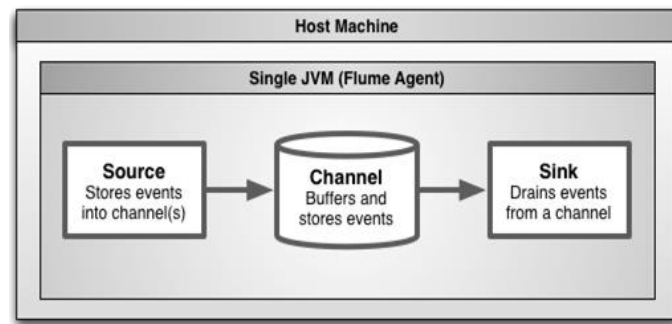 Host Machine
Single JVM (Flume Agent)
Source
Stores events
into channel(s)
Channel
Buffers and
stores events
Sink
Drains events
from a channel